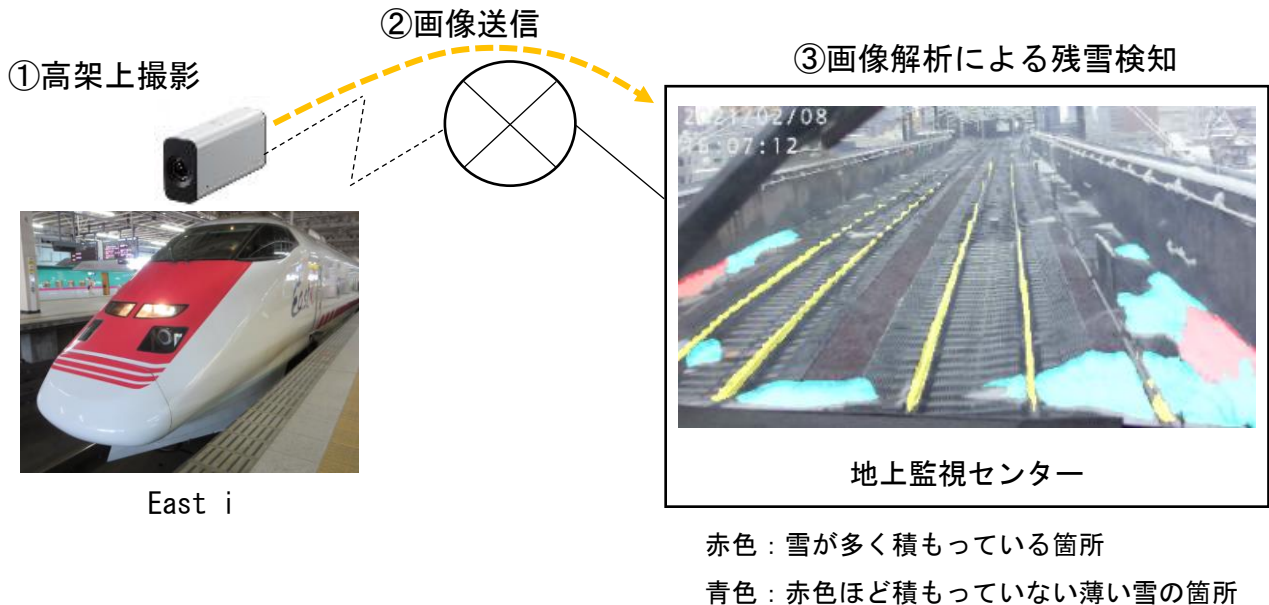 ②画像送信
①高架上撮影
③画像解析による残雪検知
2021/02/08
16:07:12
地上監視センター
East i
赤色：雪が多く積もっている箇所
青色：赤色ほど積もっていない薄い雪の箇所